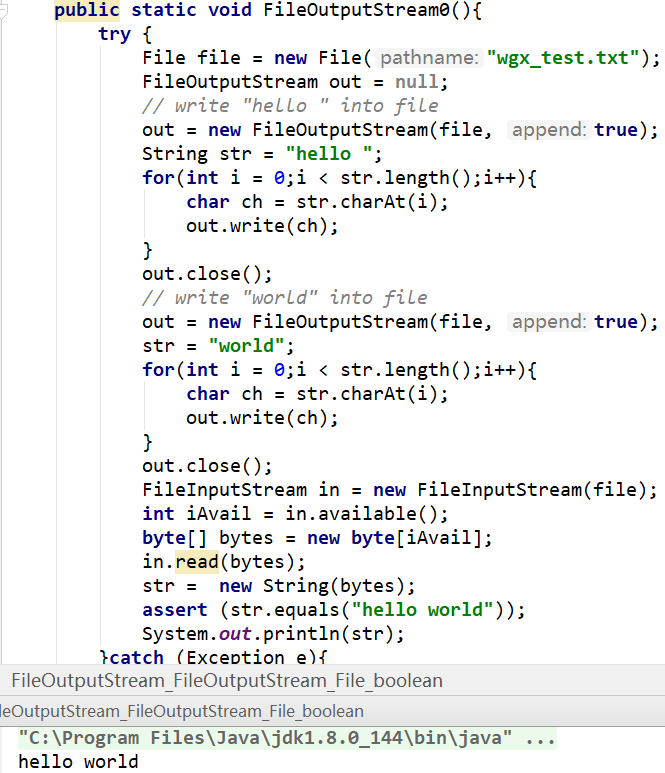 public static void FileOutputStream0(){
try {
File file = new File( pathname: "wgx_test.txt");
FileOutputStream out = null;
// write "hello " into file
out = new FileOutputStream(file, append: true);
String str = "hello ";
for(int i = 0;i < str.length();i++){
char ch = str.charAt(i);
out.write(ch);
}
out.close();
// write "world" into file
out = new FileOutputStream(file, append: true);
str = "world";
for(int i = 0;i < str.length();i++){
char ch = str.charAt(i);
out.write(ch);
}
out.close();
FileInputStream in = new FileInputStream(file);
int iAvail = in.available();
byte[] bytes = new byte[iAvail];
in.read(bytes);
str =  new String(bytes);
assert (str.equals("hello world"));
System.out.println(str);
}catch (Exception e){
FileOutputStream_FileOutputStream_File_boolean
leOutputStream_FileOutputStream_File_boolean
"C:\Program Files\Java\jdk1.8.0_144\bin\java" ...
hello world